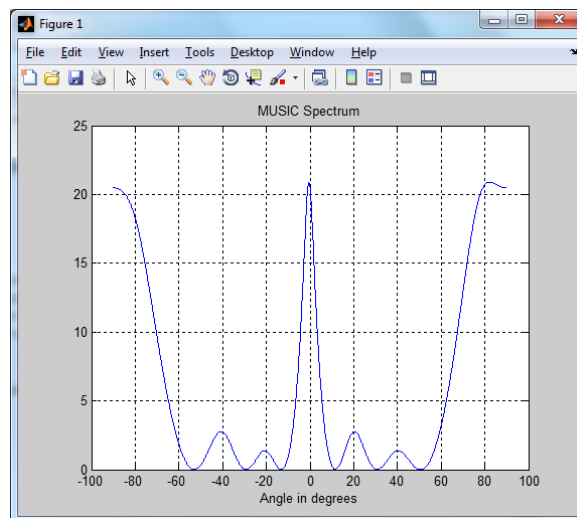 Figure 1
File Edit View Insert Tools Desktop Window Help
MUSIC Spectrum
25
20
15
10
5
0
-100 -80 -60 -40 -20 0 20 40 60 80 100
Angle in degrees